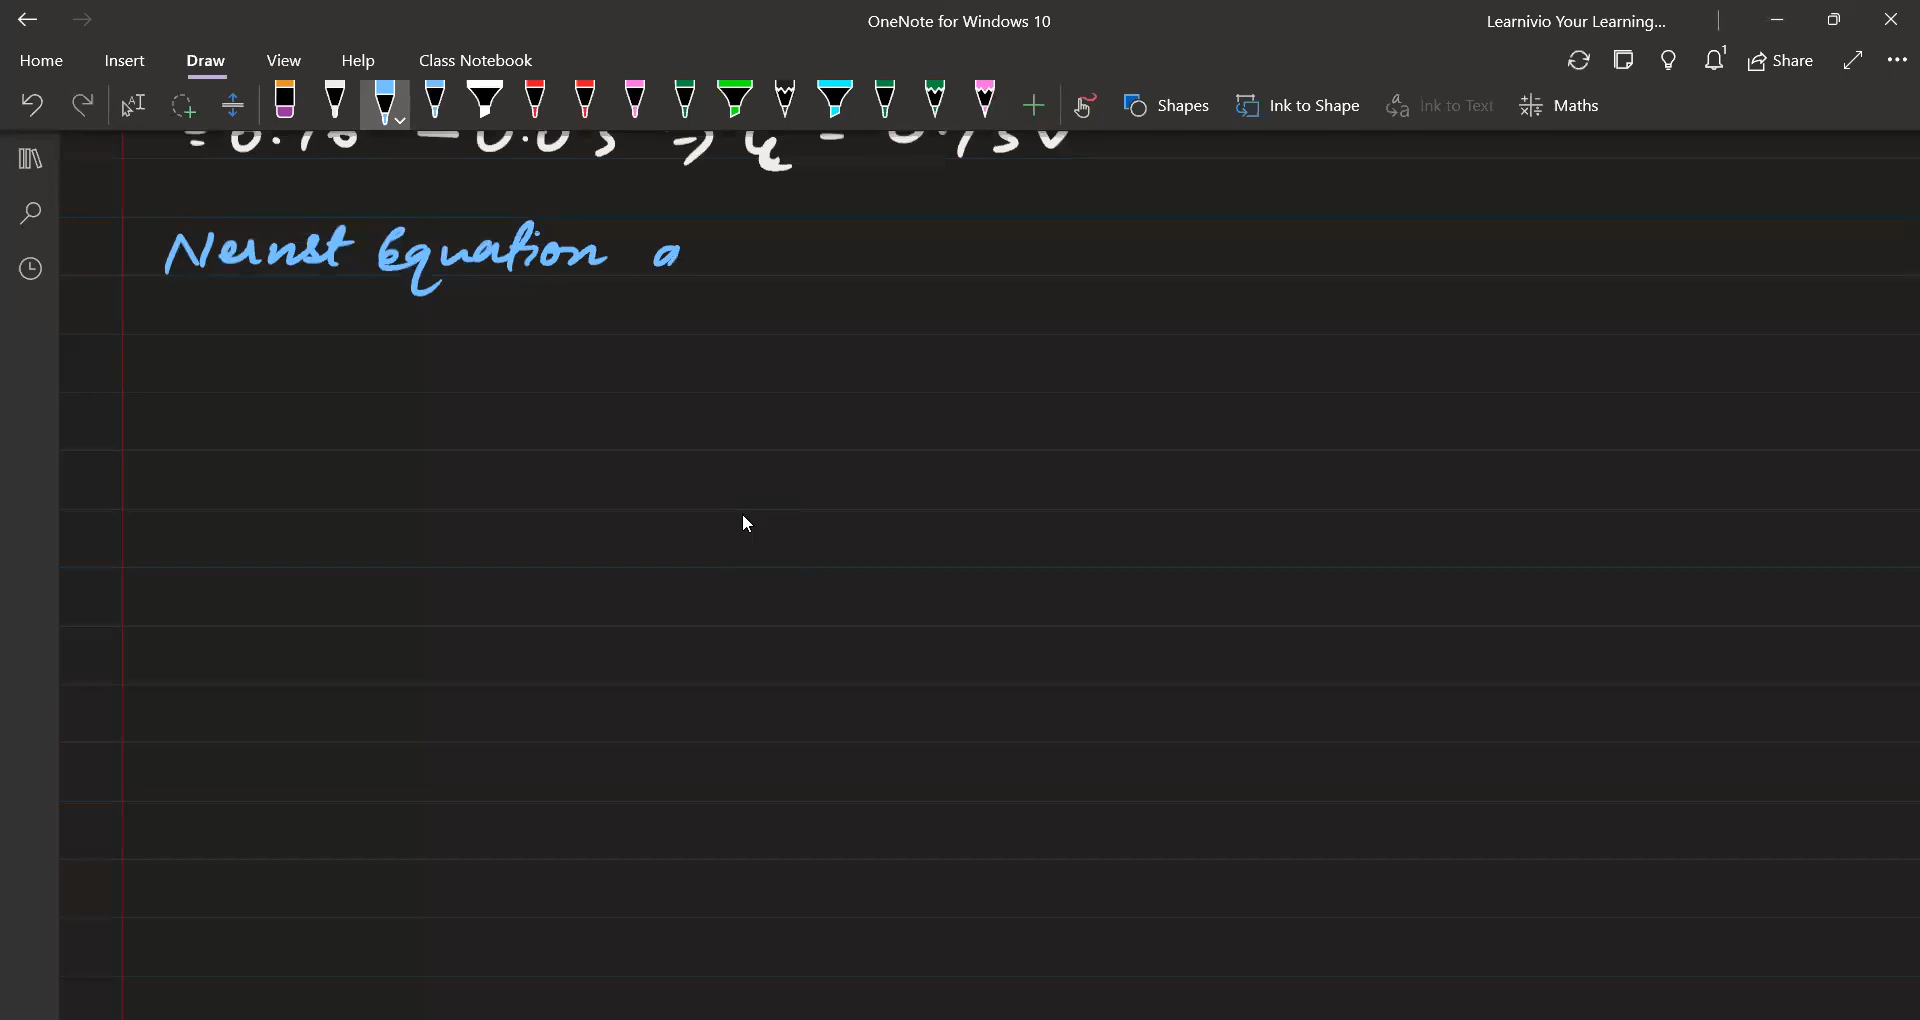 OneNote for Windows 10
Learnivio Your Learning...
Home Insert Draw View Help Class Notebook
1 Share
Shapes Ink to Shape Ink to Text Maths
Nernst Equation a